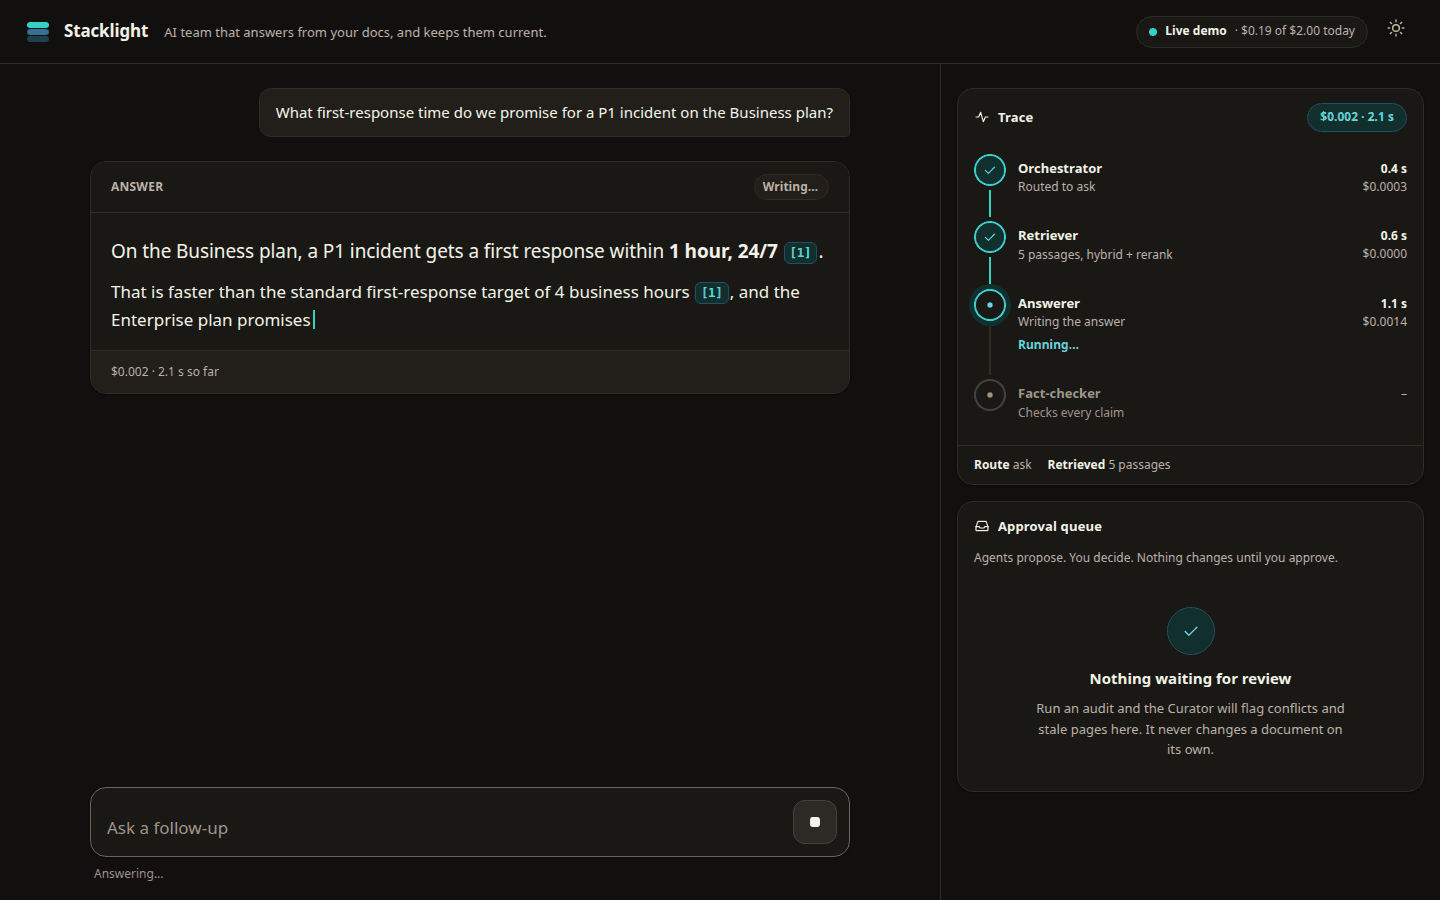 Stacklight
AI team that answers from your docs, and keeps them current.
Live demo · $0.19 of $2.00 today
What first-response time do we promise for a P1 incident on the Business plan?
ANSWER
Writing...
On the Business plan, a P1 incident gets a first response within 1 hour, 24/7 [1].
That is faster than the standard first-response target of 4 business hours [1], and the
Enterprise plan promises
$0.002 · 2.1 s so far
Ask a follow-up
Answering...
Trace
$0.002 · 2.1 s
Orchestrator
0.4 s
Routed to ask
$0.0003
Retriever
0.6 s
5 passages, hybrid + rerank
$0.0000
Answerer
1.1 s
Writing the answer
$0.0014
Running...
Fact-checker
–
Checks every claim
Route ask Retrieved 5 passages
Approval queue
Agents propose. You decide. Nothing changes until you approve.
Nothing waiting for review
Run an audit and the Curator will flag conflicts and
stale pages here. It never changes a document on
its own.